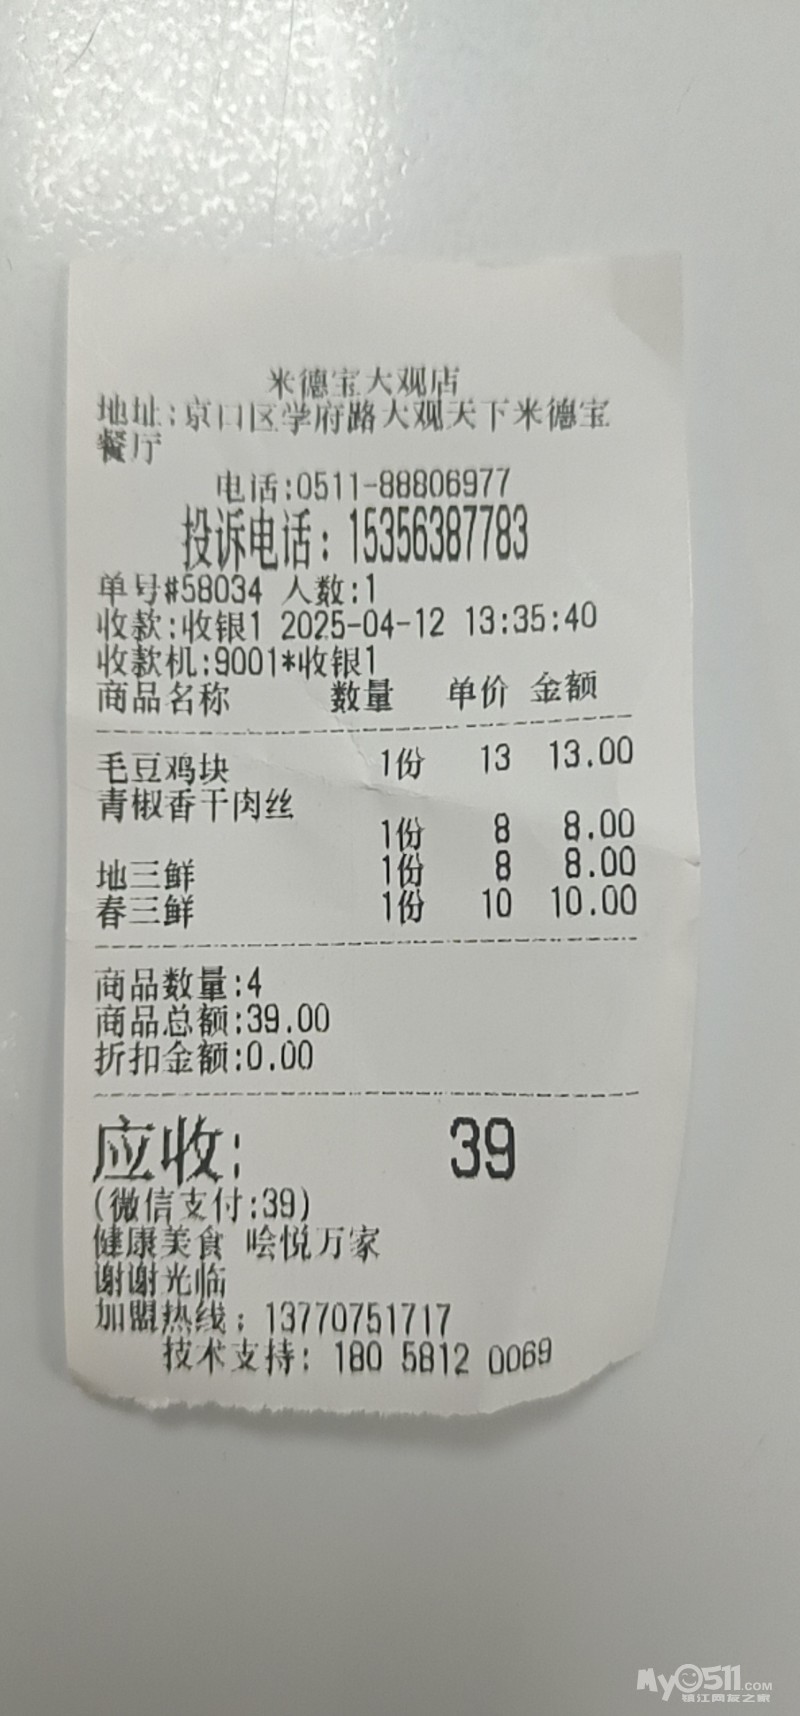 米德宝大观店
地址:京口区学府路大观天下米德宝
餐厅
电话:0511-88806977
投诉电话：15356387783
单号#58034 人数:1
收款:收银1 2025-04-12 13:35:40
收款机:9001*收银1
商品名称 数量 单价 金额
毛豆鸡块 1份 13 13.00
青椒香干肉丝
1份 8 8.00
地三鲜 1份 8 8.00
春三鲜 1份 10 10.00
商品数量:4
商品总额:39.00
折扣金额:0.00
应收: 39
(微信支付:39)
健康美食 哙悦万家
谢谢光临
加盟热线：13770751717
技术支持: 180 5812 0069
My0511.COM
镇江网友之家